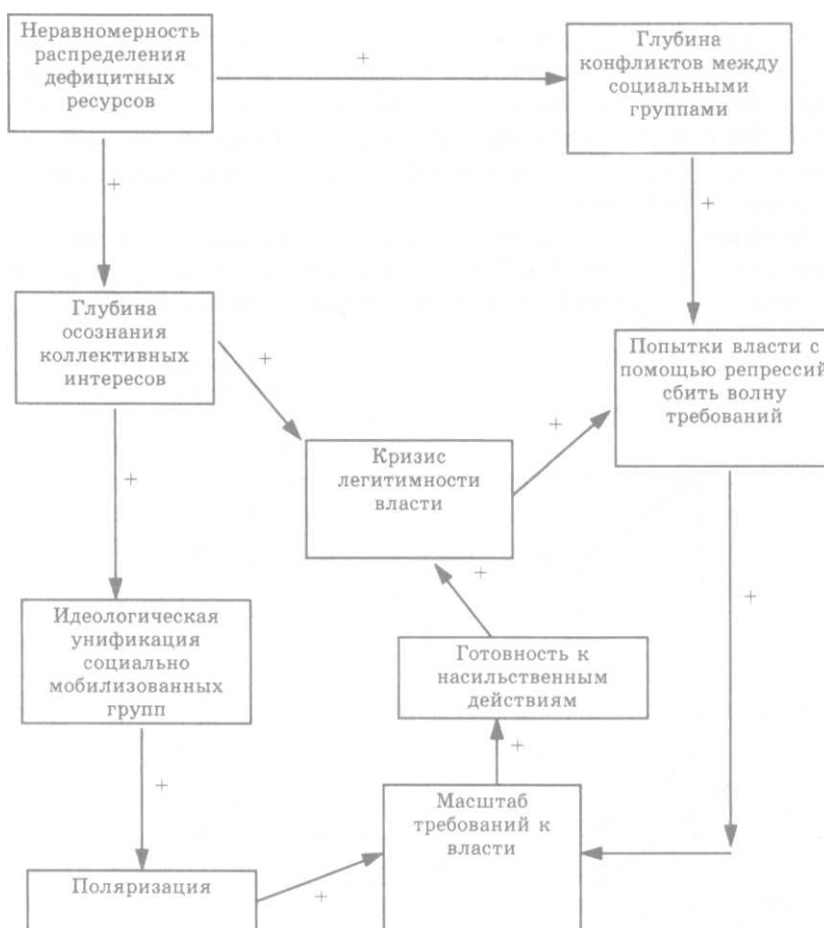 Неравномерность
распределения
дефицитных
ресурсов
+
Глубина
конфликтов между
социальными
группами
+
+
Глубина
осознания
коллективных
интересов
+
Попытки власти с
помощью репрессий
сбить волну
требований
+
Кризис
легитимности
власти
+
+
Идеологическая
унификация
социально
мобилизованных
групп
Готовность к
насильственным
действиям
+
+
+
Масштаб
требований к
власти
Поляризация
+